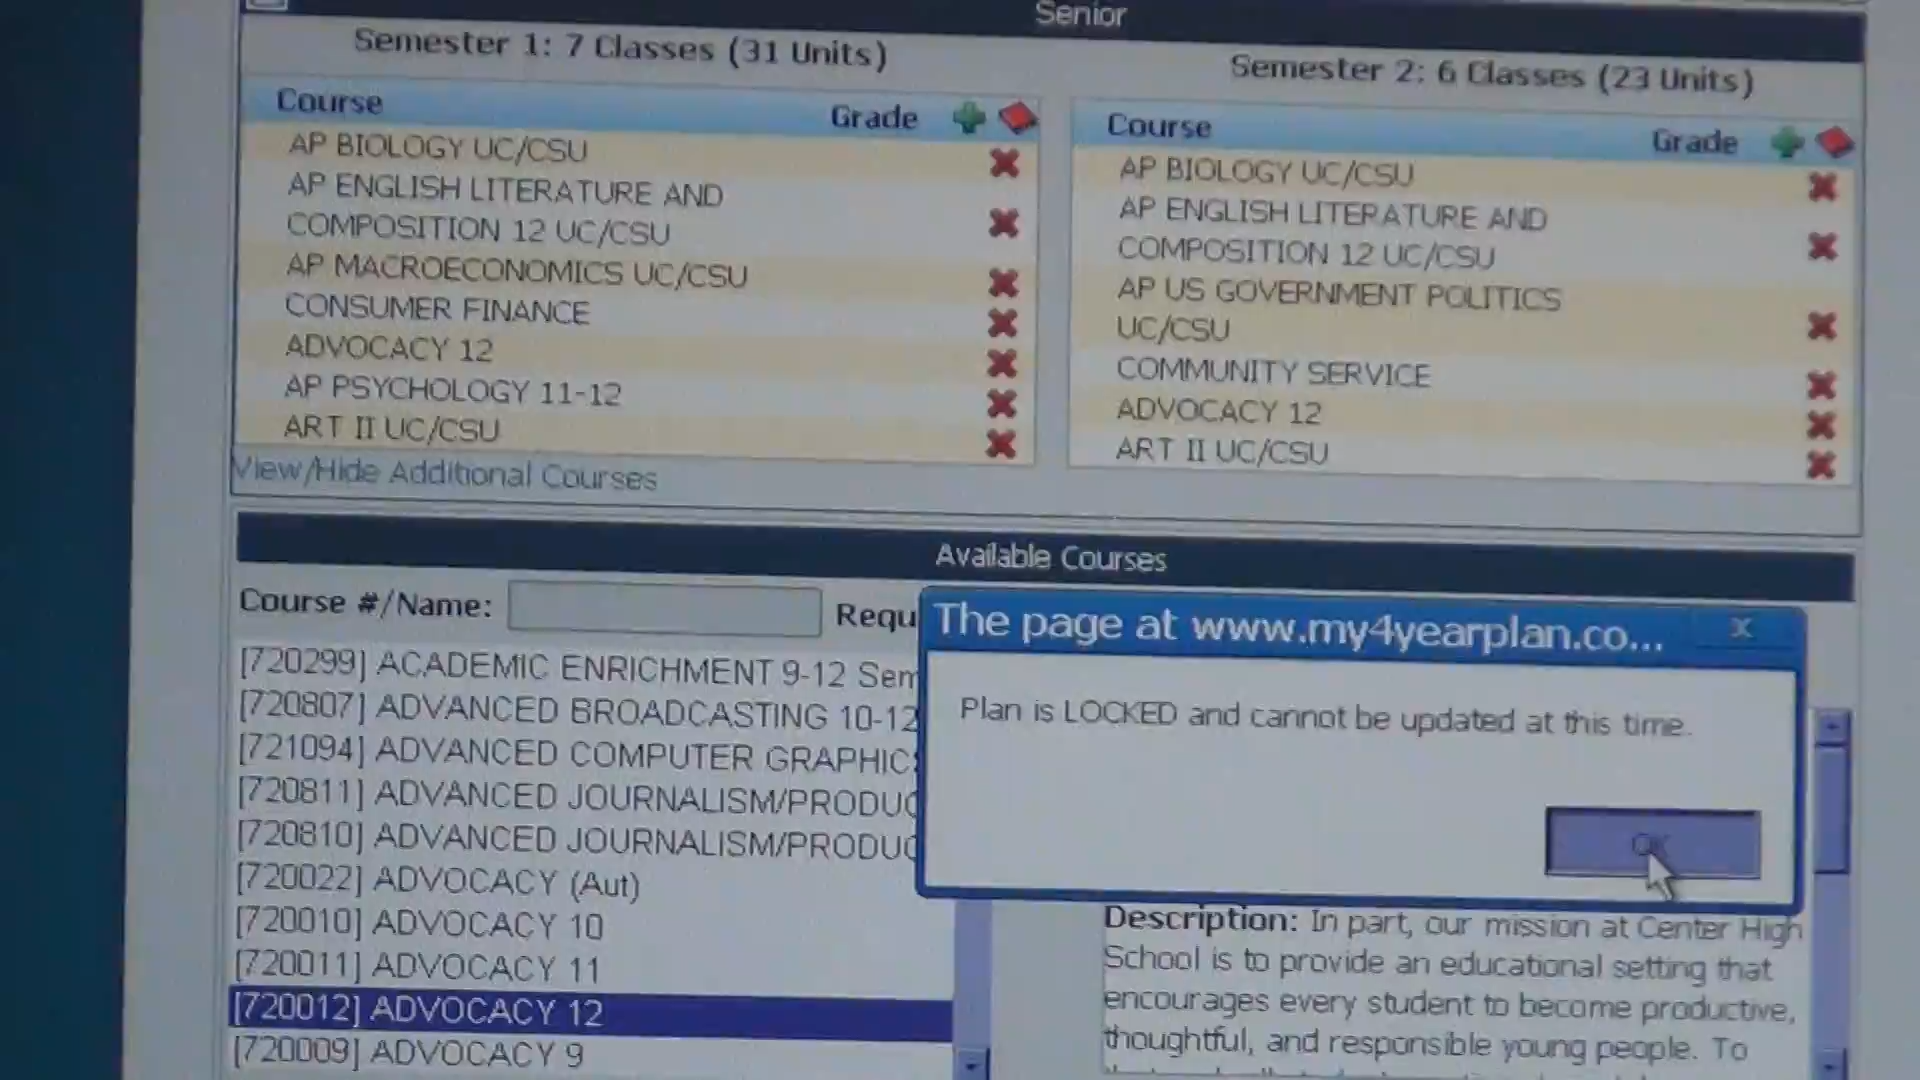 Senior
Semester 1: 7 Classes (31 Units)
Course Grade
AP BIOLOGY UC/CSU
AP ENGLISH LITERATURE AND
COMPOSITION 12 UC/CSU
AP MACROECONOMICS UC/CSU
CONSUMER FINANCE
ADVOCACY 12
AP PSYCHOLOGY 11-12
ART II UC/CSU
View/Hide Additional Courses
Semester 2: 6 Classes (23 Units)
Course Grade
AP BIOLOGY UC/CSU
AP ENGLISH LITERATURE AND
COMPOSITION 12 UC/CSU
AP US GOVERNMENT POLITICS
UC/CSU
COMMUNITY SERVICE
ADVOCACY 12
ART II UC/CSU
Available Courses
Course #/Name: Requ
[720299] ACADEMIC ENRICHMENT 9-12 Sem
[720807] ADVANCED BROADCASTING 10-12
[721094] ADVANCED COMPUTER GRAPHIC
[720811] ADVANCED JOURNALISM/PRODUC
[720810] ADVANCED JOURNALISM/PRODUC
[720022] ADVOCACY (Aut)
[720010] ADVOCACY 10
[720011] ADVOCACY 11
[720012] ADVOCACY 12
[720009] ADVOCACY 9
The page at www.my4yearplan.co...
Plan is LOCKED and cannot be updated at this time.
OK
Description: In part, our mission at Center High
School is to provide an educational setting that
encourages every student to become productive,
thoughtful, and responsible young people. To